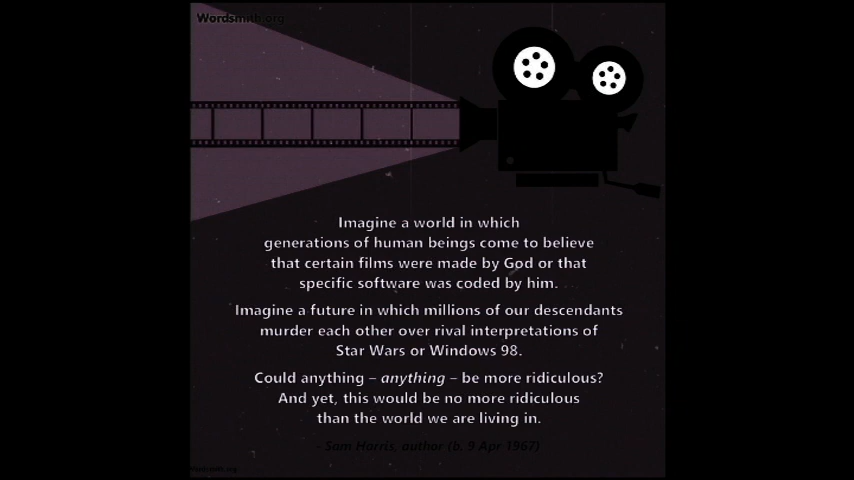 Wordsmith.org
Imagine a world in which
generations of human beings come to believe
that certain films were made by God or that
specific software was coded by him.
Imagine a future in which millions of our descendants
murder each other over rival interpretations of
Star Wars or Windows 98.
Could anything – anything – be more ridiculous?
And yet, this would be no more ridiculous
than the world we are living in.
- Sam Harris, author (b. 9 Apr 1967)
Wordsmith.org